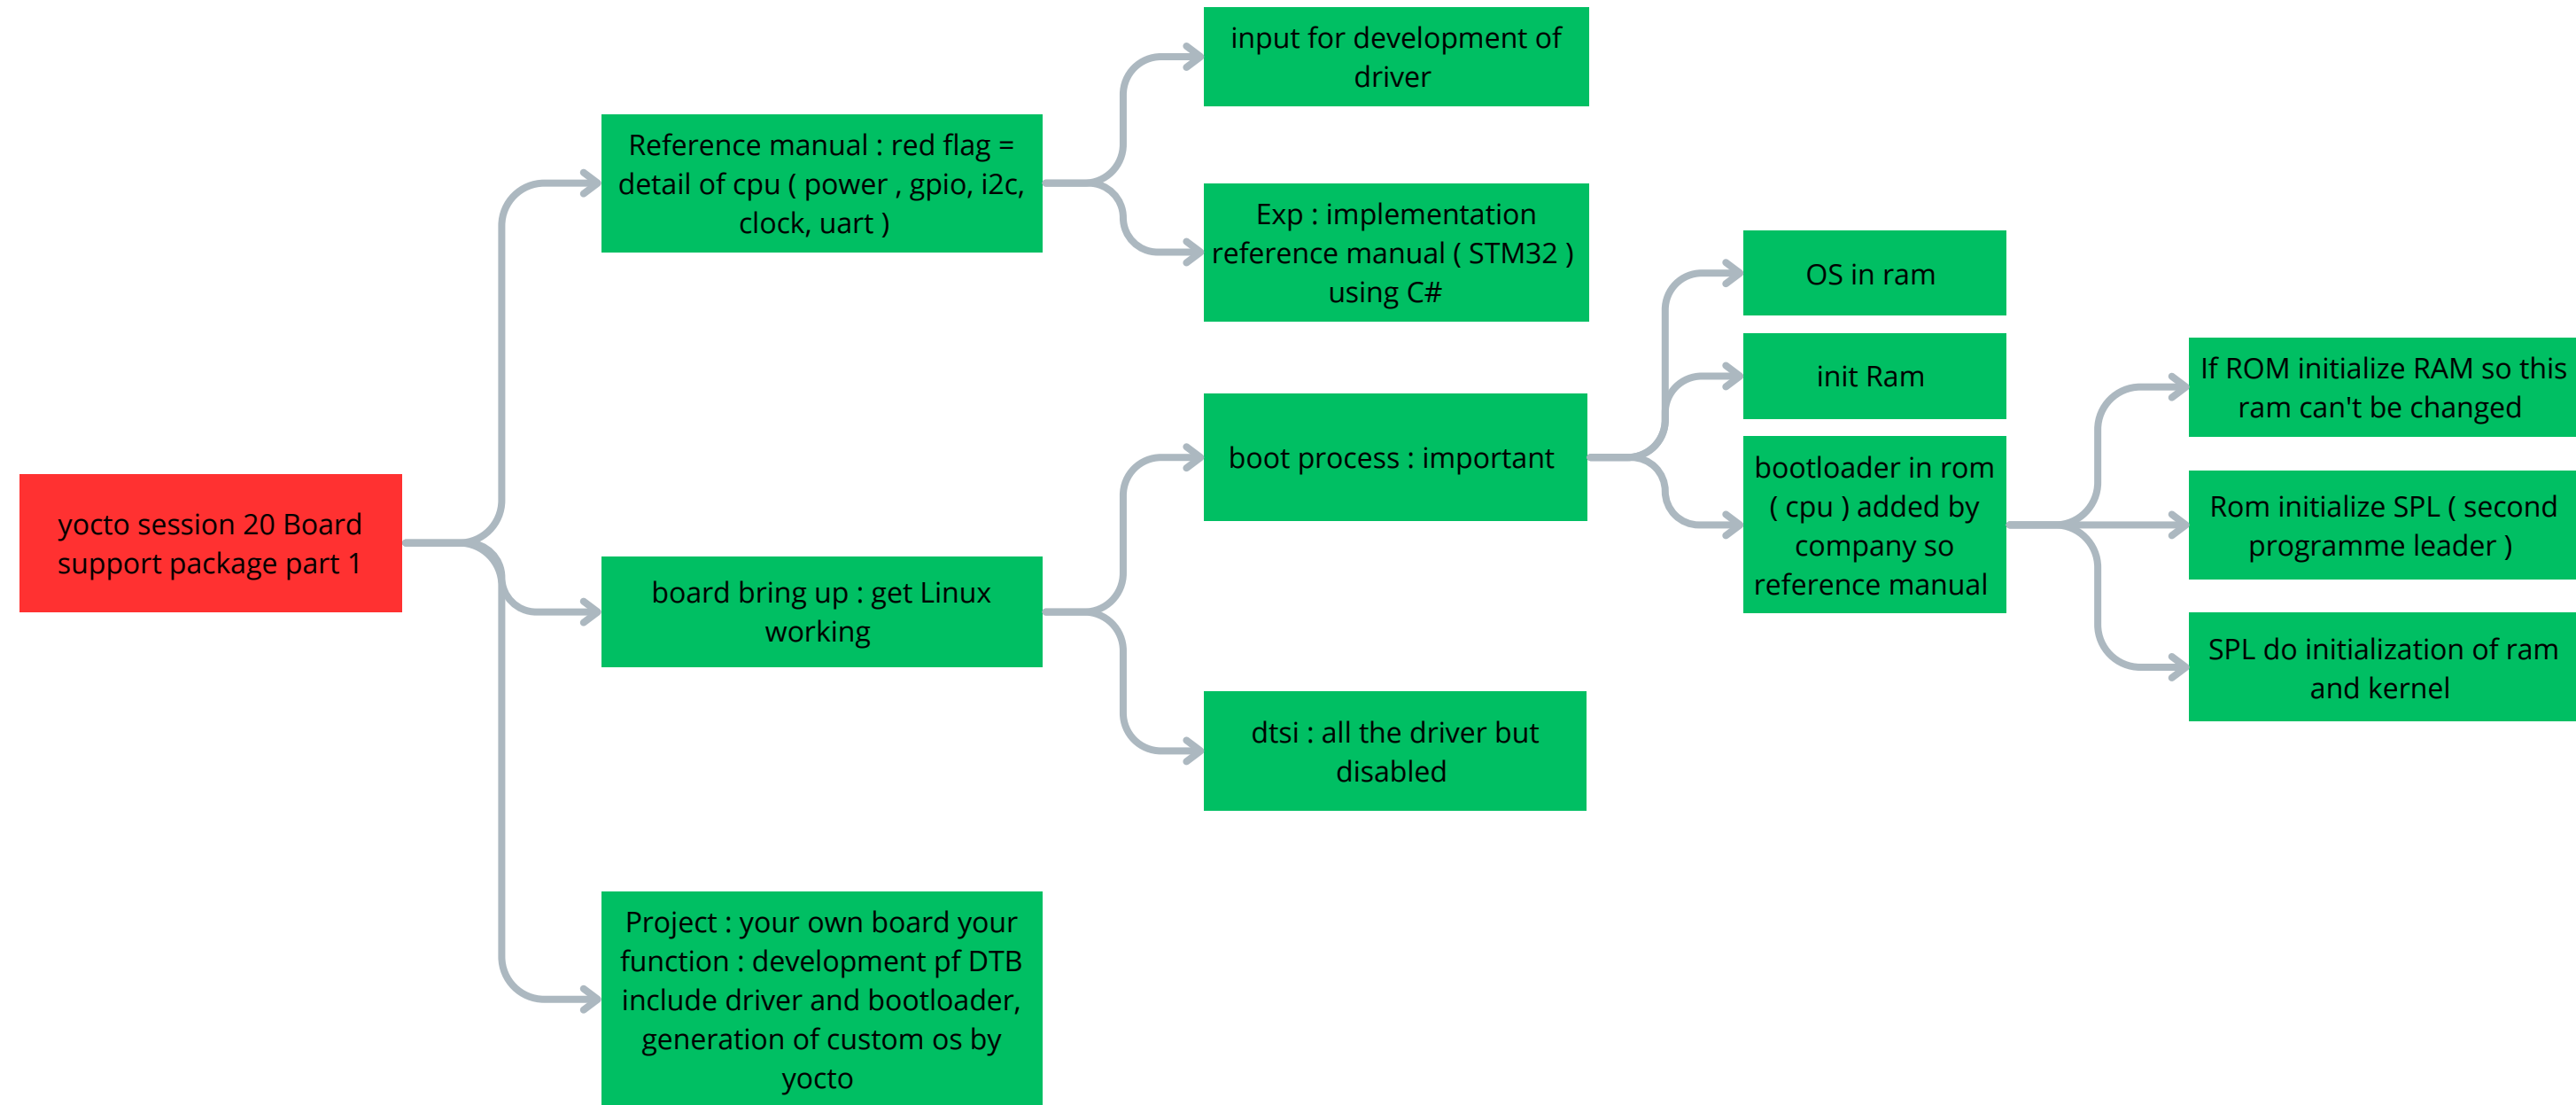 yocto session 20 Board
support package part 1
Reference manual : red flag =
detail of cpu ( power , gpio, i2c,
clock, uart )
input for development of
driver
Exp : implementation
reference manual ( STM32 )
using C#
board bring up : get Linux
working
boot process : important
OS in ram
init Ram
bootloader in rom
( cpu ) added by
company so
reference manual
If ROM initialize RAM so this
ram can't be changed
Rom initialize SPL ( second
programme leader )
SPL do initialization of ram
and kernel
dtsi : all the driver but
disabled
Project : your own board your
function : development pf DTB
include driver and bootloader,
generation of custom os by
yocto